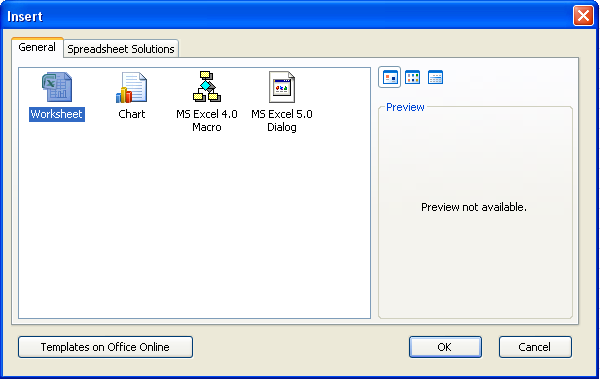 Insert
General
Spreadsheet Solutions
Worksheet
Chart
MS Excel 4.0
Macro
MS Excel 5.0
Dialog
Preview
Preview not available.
Templates on Office Online
OK
Cancel